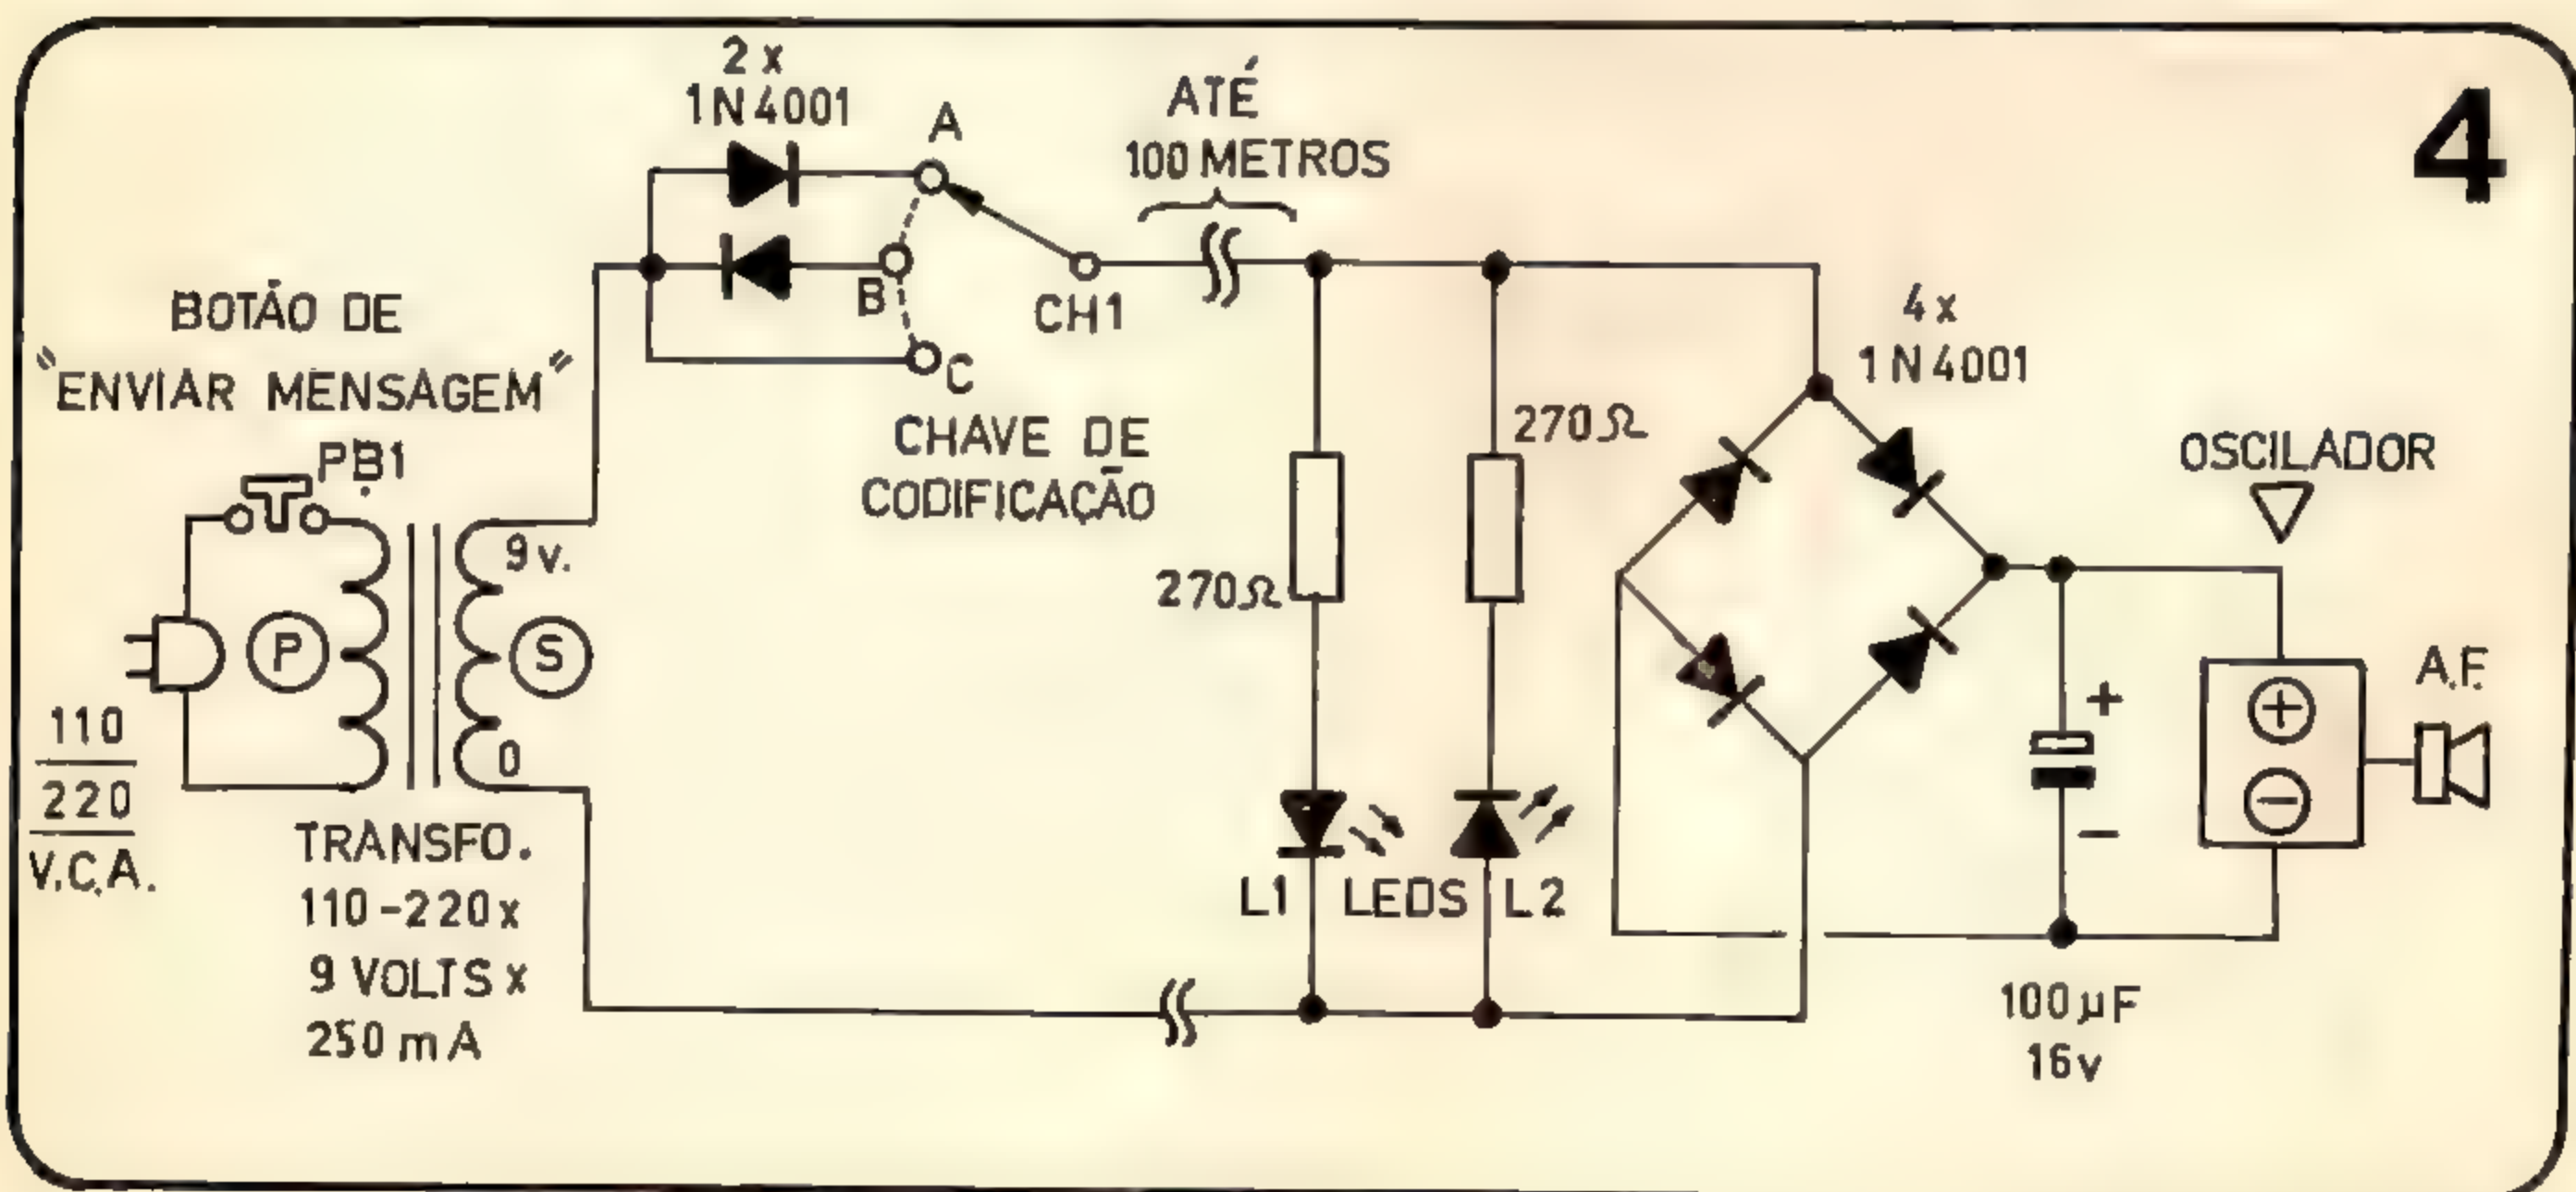 4
2 x
1N4001
A
B
C
CH1
ATÉ
100 METROS
BOTÃO DE
"ENVIAR MENSAGEM"
PB1
CHAVE DE
CODIFICAÇÃO
9 v.
0
P
S
110
220
V.C.A.
TRANSFO.
110-220 x
9 VOLTS x
250 mA
270Ω
270Ω
L1
LEDS
L2
4 x
1N4001
OSCILADOR
+
−
+
−
A.F.
100 µF
16v